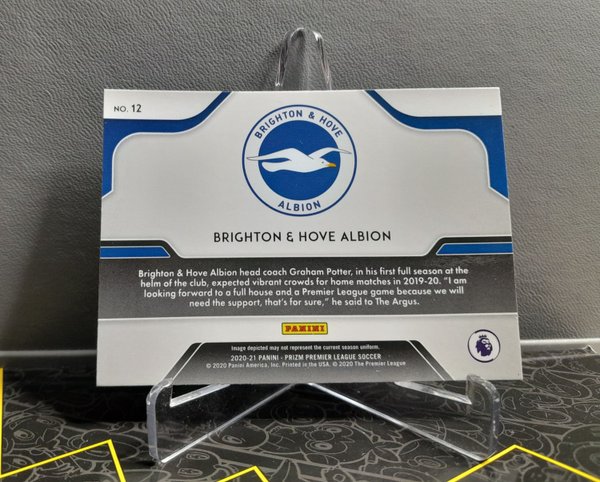 NO. 12
BRIGHTON & HOVE
ALBION
BRIGHTON & HOVE ALBION
Brighton & Hove Albion head coach Graham Potter, in his first full season at the
helm of the club, expected vibrant crowds for home matches in 2019-20. “I am
looking forward to a full house and a Premier League game because we will
need the support, that’s for sure,” he said to The Argus.
PANINI
Image depicted may not represent the current season uniform.
2020-21 PANINI - PRIZM PREMIER LEAGUE SOCCER
© 2020 Panini America, Inc. Printed in the USA. © 2020 The Premier League